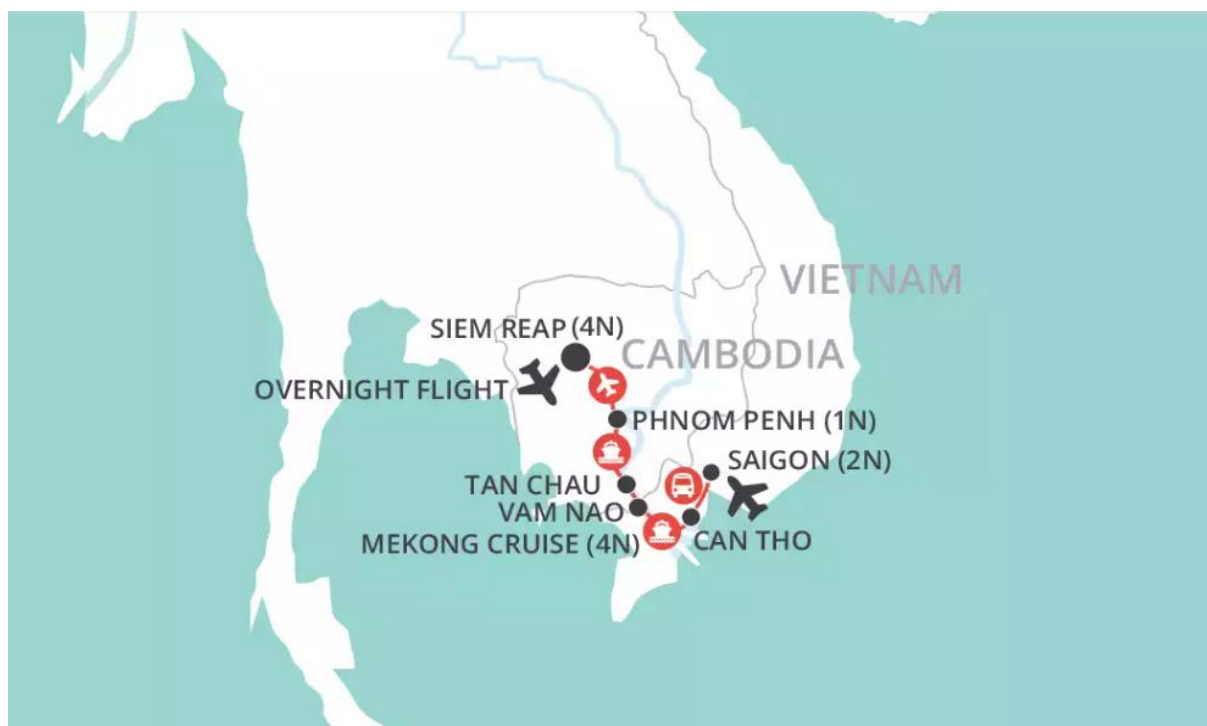 VIETNAM
SIEM REAP (4N)
CAMBODIA
OVERNIGHT FLIGHT
PHNOM PENH (1N)
SAIGON (2N)
TAN CHAU
VAM NAO
MEKONG CRUISE (4N)
CAN THO